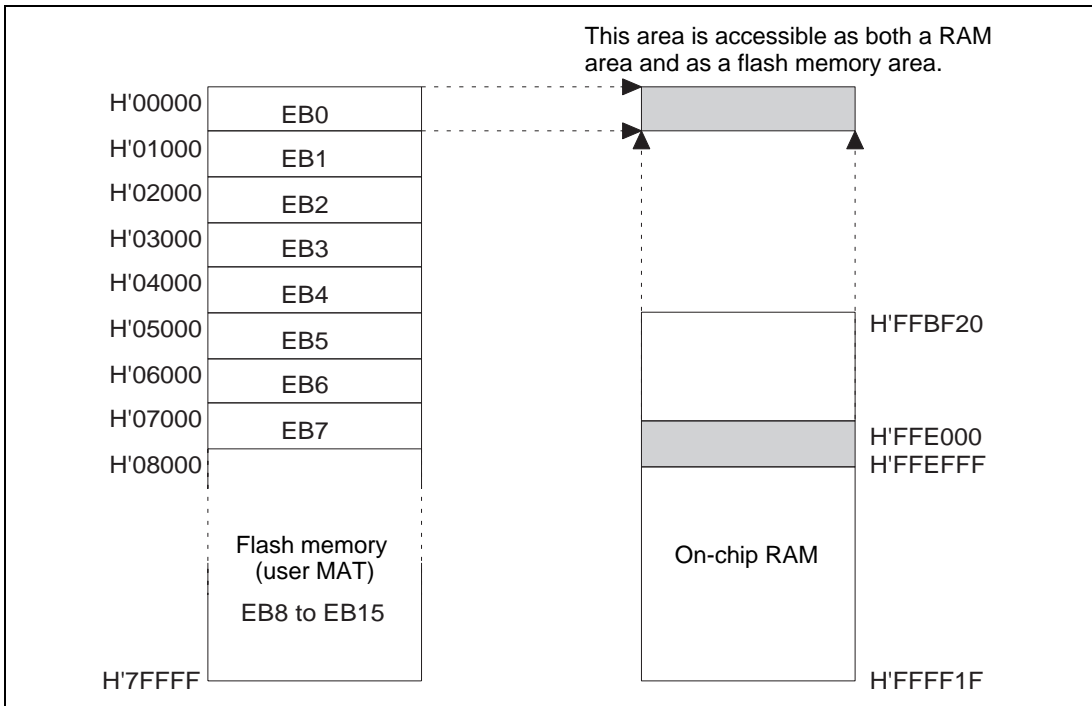 This area is accessible as both a RAM
area and as a flash memory area.
H'00000
EB0
H'01000
EB1
H'02000
EB2
H'03000
EB3
H'04000
EB4
H'05000
EB5
H'06000
EB6
H'07000
EB7
H'08000
Flash memory
(user MAT)
EB8 to EB15
H'7FFFF
H'FFBF20
H'FFE000
H'FFEFFF
On-chip RAM
H'FFFF1F